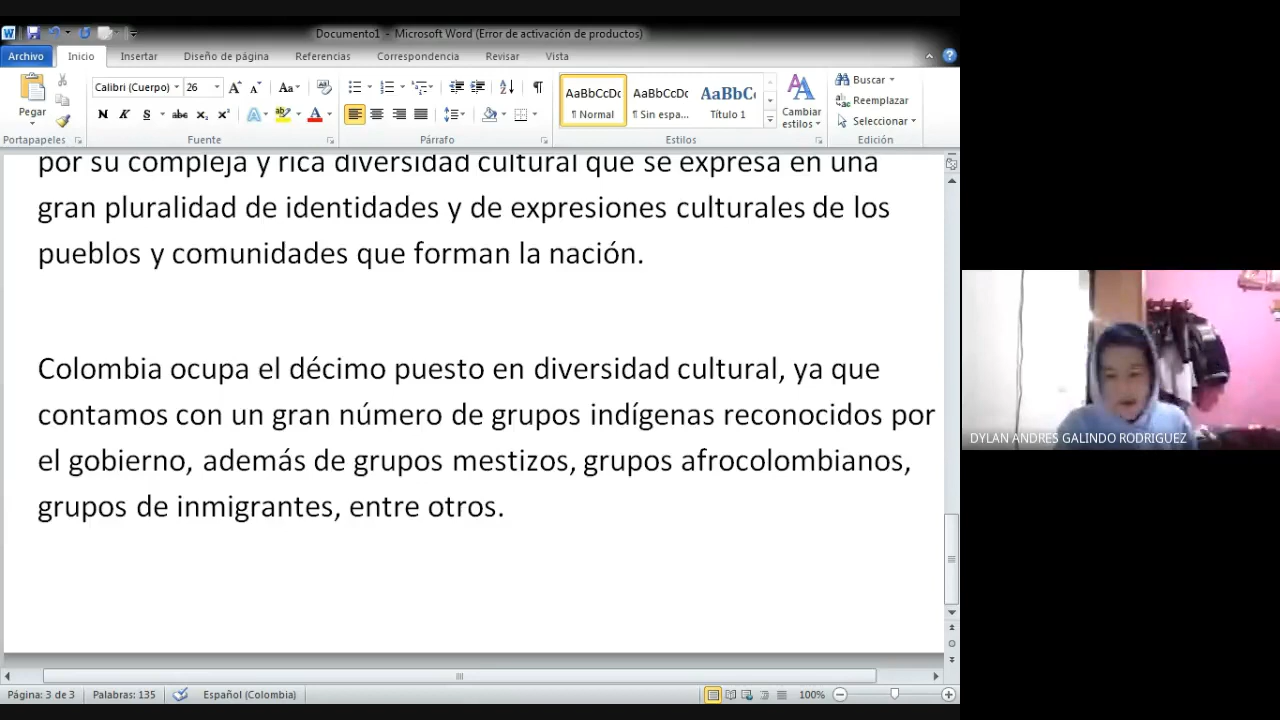 Documento1 - Microsoft Word (Error de activación de productos)
Archivo Inicio Insertar Diseño de página Referencias Correspondencia Revisar Vista
Pegar
Calibri (Cuerpo) 26
AaBbCcDc AaBbCcDc AaBbC
¶ Normal ¶ Sin espa... Título 1
Cambiar estilos
Buscar
Reemplazar
Seleccionar
Portapapeles Fuente Párrafo Estilos Edición
por su compleja y rica diversidad cultural que se expresa en una
gran pluralidad de identidades y de expresiones culturales de los
pueblos y comunidades que forman la nación.
Colombia ocupa el décimo puesto en diversidad cultural, ya que
contamos con un gran número de grupos indígenas reconocidos por
el gobierno, además de grupos mestizos, grupos afrocolombianos,
grupos de inmigrantes, entre otros.
DYLAN ANDRES GALINDO RODRIGUEZ
Página: 3 de 3 Palabras: 135 Español (Colombia) 100%